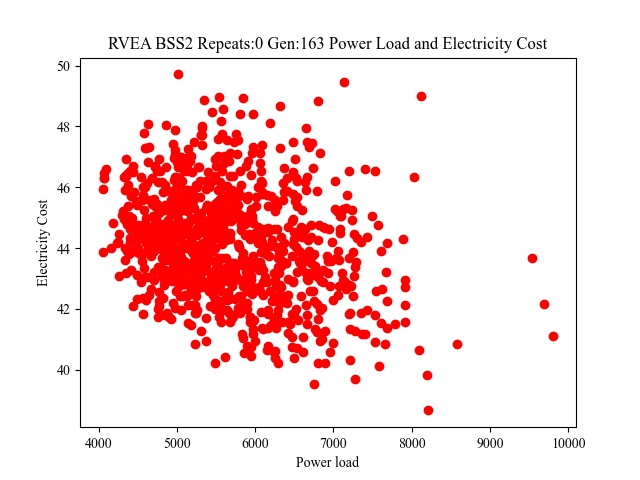 RVEA BSS2 Repeats:0 Gen:163 Power Load and Electricity Cost
50
48
46
44
42
40
Electricity Cost
4000 5000 6000 7000 8000 9000 10000
Power load